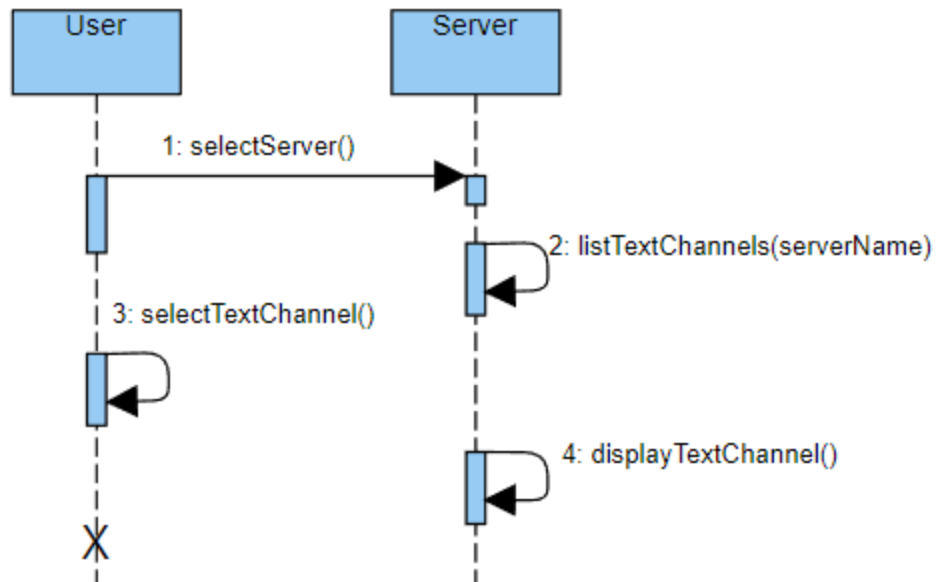 User
Server
1: selectServer()
2: listTextChannels(serverName)
3: selectTextChannel()
4: displayTextChannel()
X